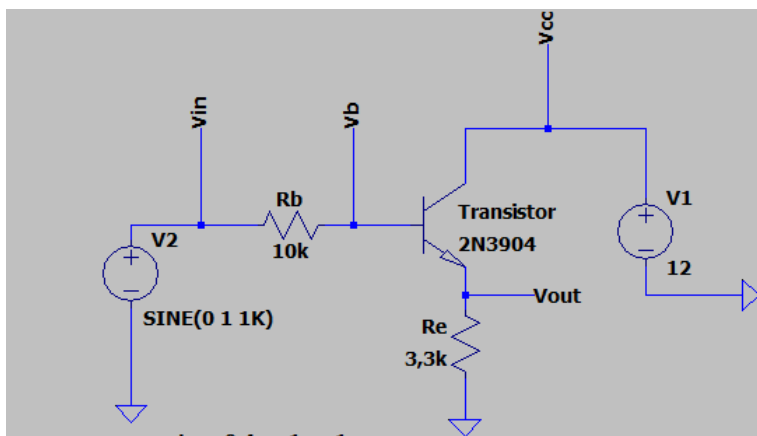 Vcc
Vin
Vb
Rb
10k
V2
SINE(0 1 1K)
Transistor
2N3904
V1
12
Vout
Re
3,3k